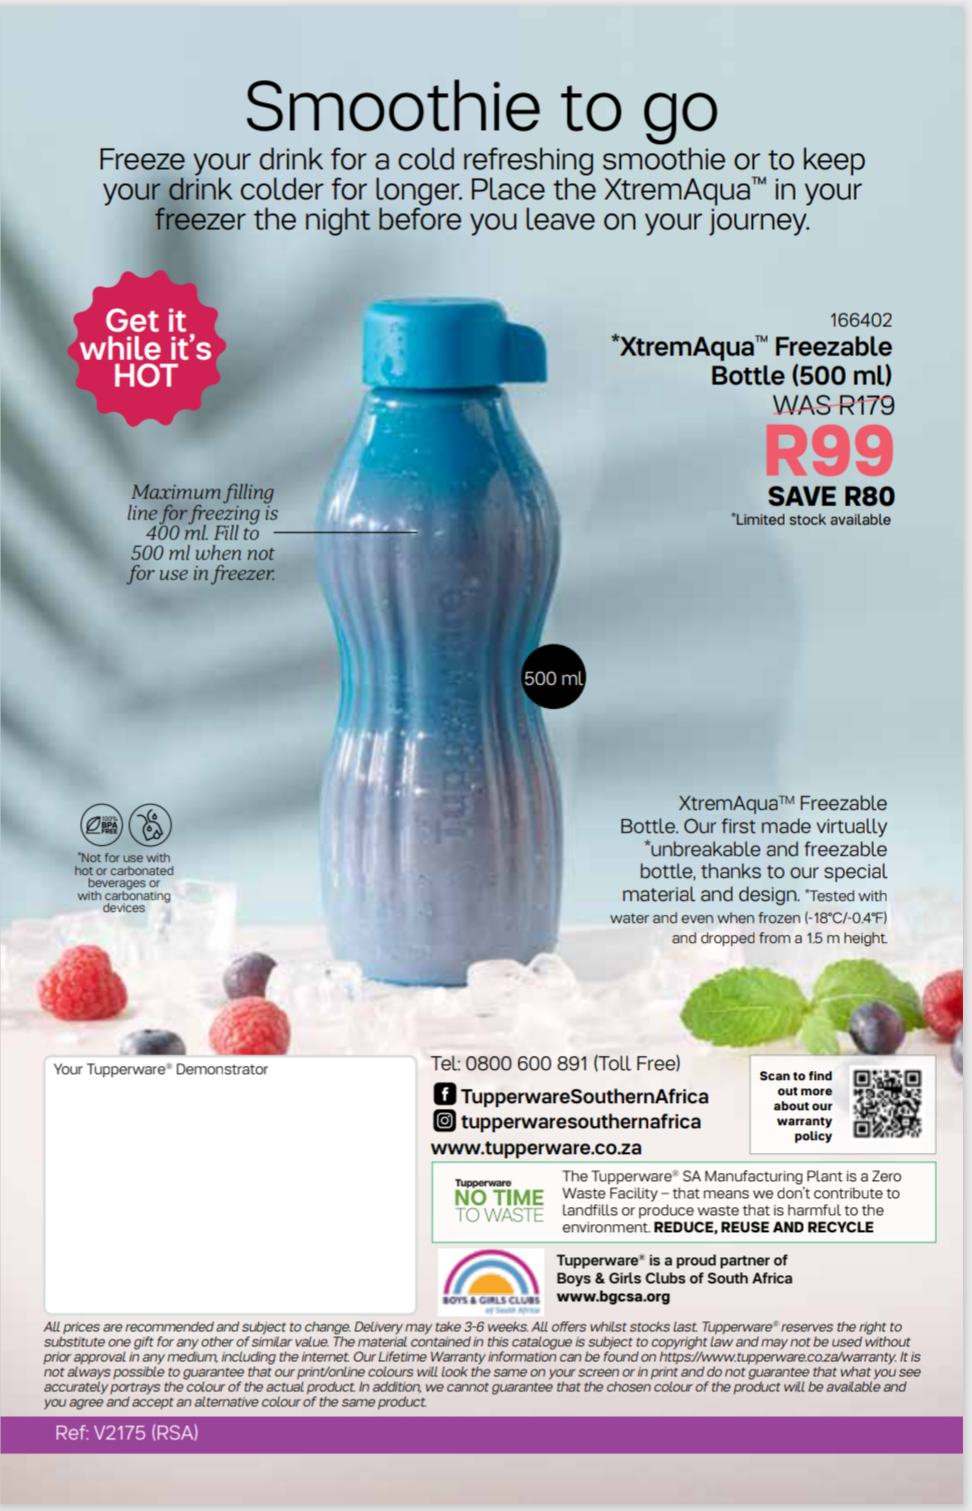 Smoothie to go
Freeze your drink for a cold refreshing smoothie or to keep
your drink colder for longer. Place the XtremAqua™ in your
freezer the night before you leave on your journey.
Get it
while it's
HOT
166402
*XtremAqua™ Freezable
Bottle (500 ml)
WAS R179
R99
SAVE R80
*Limited stock available
Maximum filling
line for freezing is
400 ml. Fill to
500 ml when not
for use in freezer.
Tupperware
500 ml
100%
BPA
FREE
*Not for use with
hot or carbonated
beverages or
with carbonating
devices
XtremAqua™ Freezable
Bottle. Our first made virtually
*unbreakable and freezable
bottle, thanks to our special
material and design. *Tested with
water and even when frozen (-18°C/-0.4°F)
and dropped from a 1.5 m height.
Your Tupperware® Demonstrator
Tel: 0800 600 891 (Toll Free)
TupperwareSouthernAfrica
tupperwaresouthernafrica
www.tupperware.co.za
Scan to find
out more
about our
warranty
policy
Tupperware
NO TIME
TO WASTE
The Tupperware® SA Manufacturing Plant is a Zero
Waste Facility – that means we don't contribute to
landfills or produce waste that is harmful to the
environment. REDUCE, REUSE AND RECYCLE
BOYS & GIRLS CLUBS
of South Africa
Tupperware® is a proud partner of
Boys & Girls Clubs of South Africa
www.bgcsa.org
All prices are recommended and subject to change. Delivery may take 3-6 weeks. All offers whilst stocks last. Tupperware® reserves the right to
substitute one gift for any other of similar value. The material contained in this catalogue is subject to copyright law and may not be used without
prior approval in any medium, including the internet. Our Lifetime Warranty information can be found on https://www.tupperware.co.za/warranty. It is
not always possible to guarantee that our print/online colours will look the same on your screen or in print and do not guarantee that what you see
accurately portrays the colour of the actual product. In addition, we cannot guarantee that the chosen colour of the product will be available and
you agree and accept an alternative colour of the same product.
Ref: V2175 (RSA)